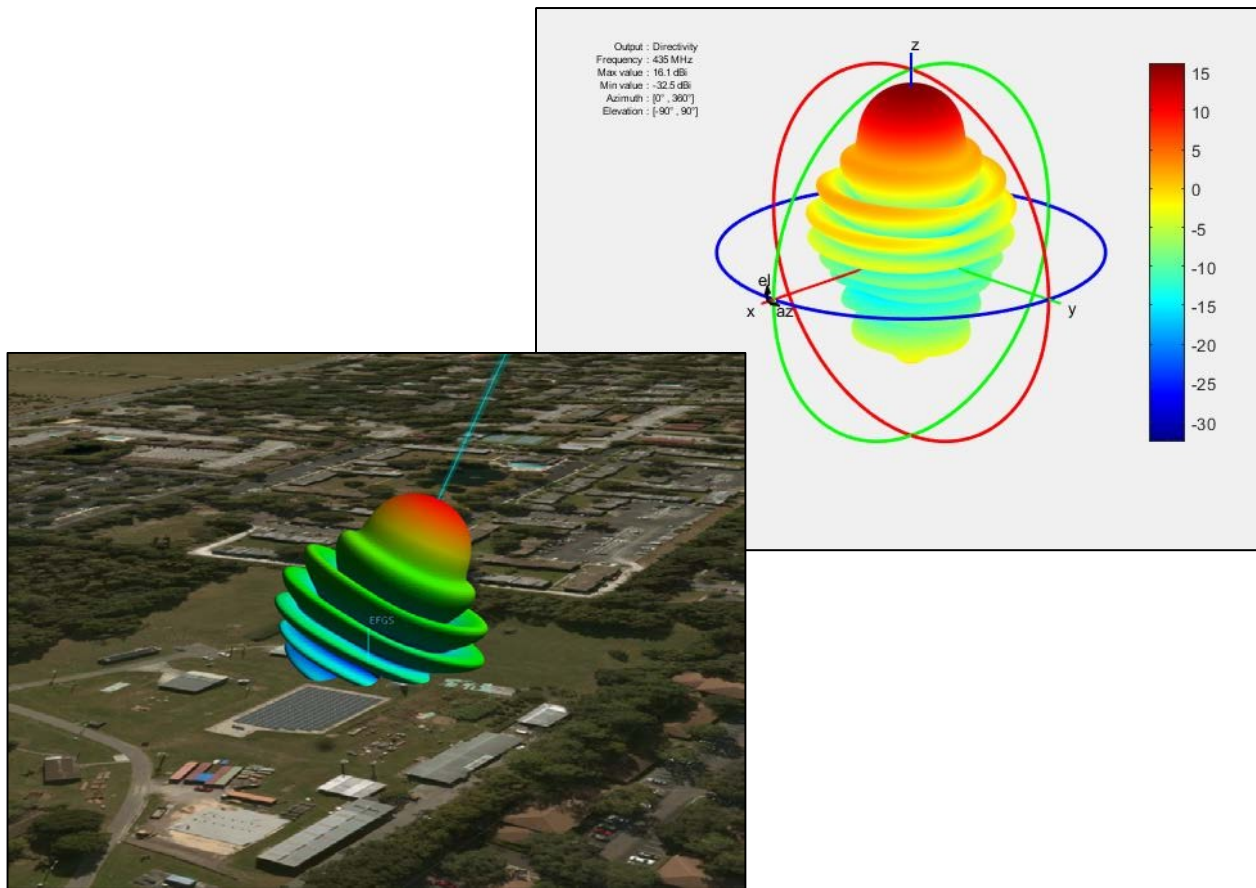 Output : Directivity
Frequency : 435 MHz
Max value : 16.1 dBi
Min value : -32.5 dBi
Azimuth : [0° , 360°]
Elevation : [-90° , 90°]
z
el
x
az
y
15
10
5
0
-5
-10
-15
-20
-25
-30
EFGS